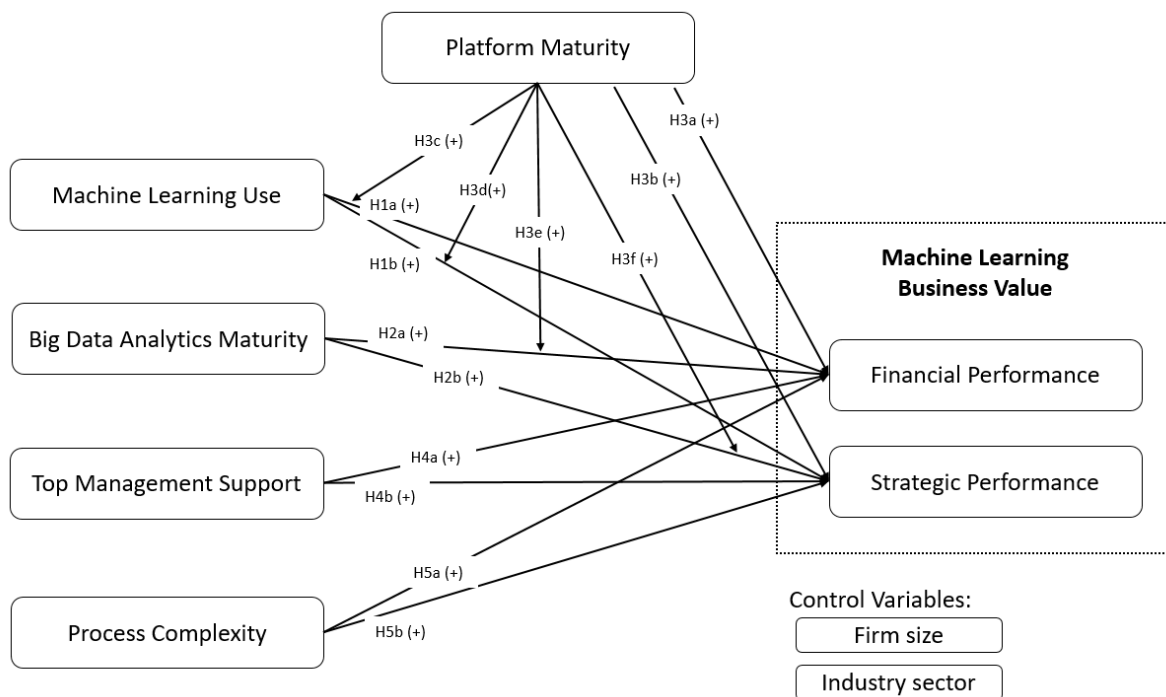 Platform Maturity
H3a (+)
H3c (+)
H3b (+)
H3d(+)
Machine Learning Use
H1a (+)
H3e (+)
H3f (+)
H1b (+)
Machine Learning
Business Value
Big Data Analytics Maturity
H2a (+)
H2b (+)
Financial Performance
H4a (+)
Top Management Support
H4b (+)
Strategic Performance
H5a (+)
Process Complexity
H5b (+)
Control Variables:
Firm size
Industry sector